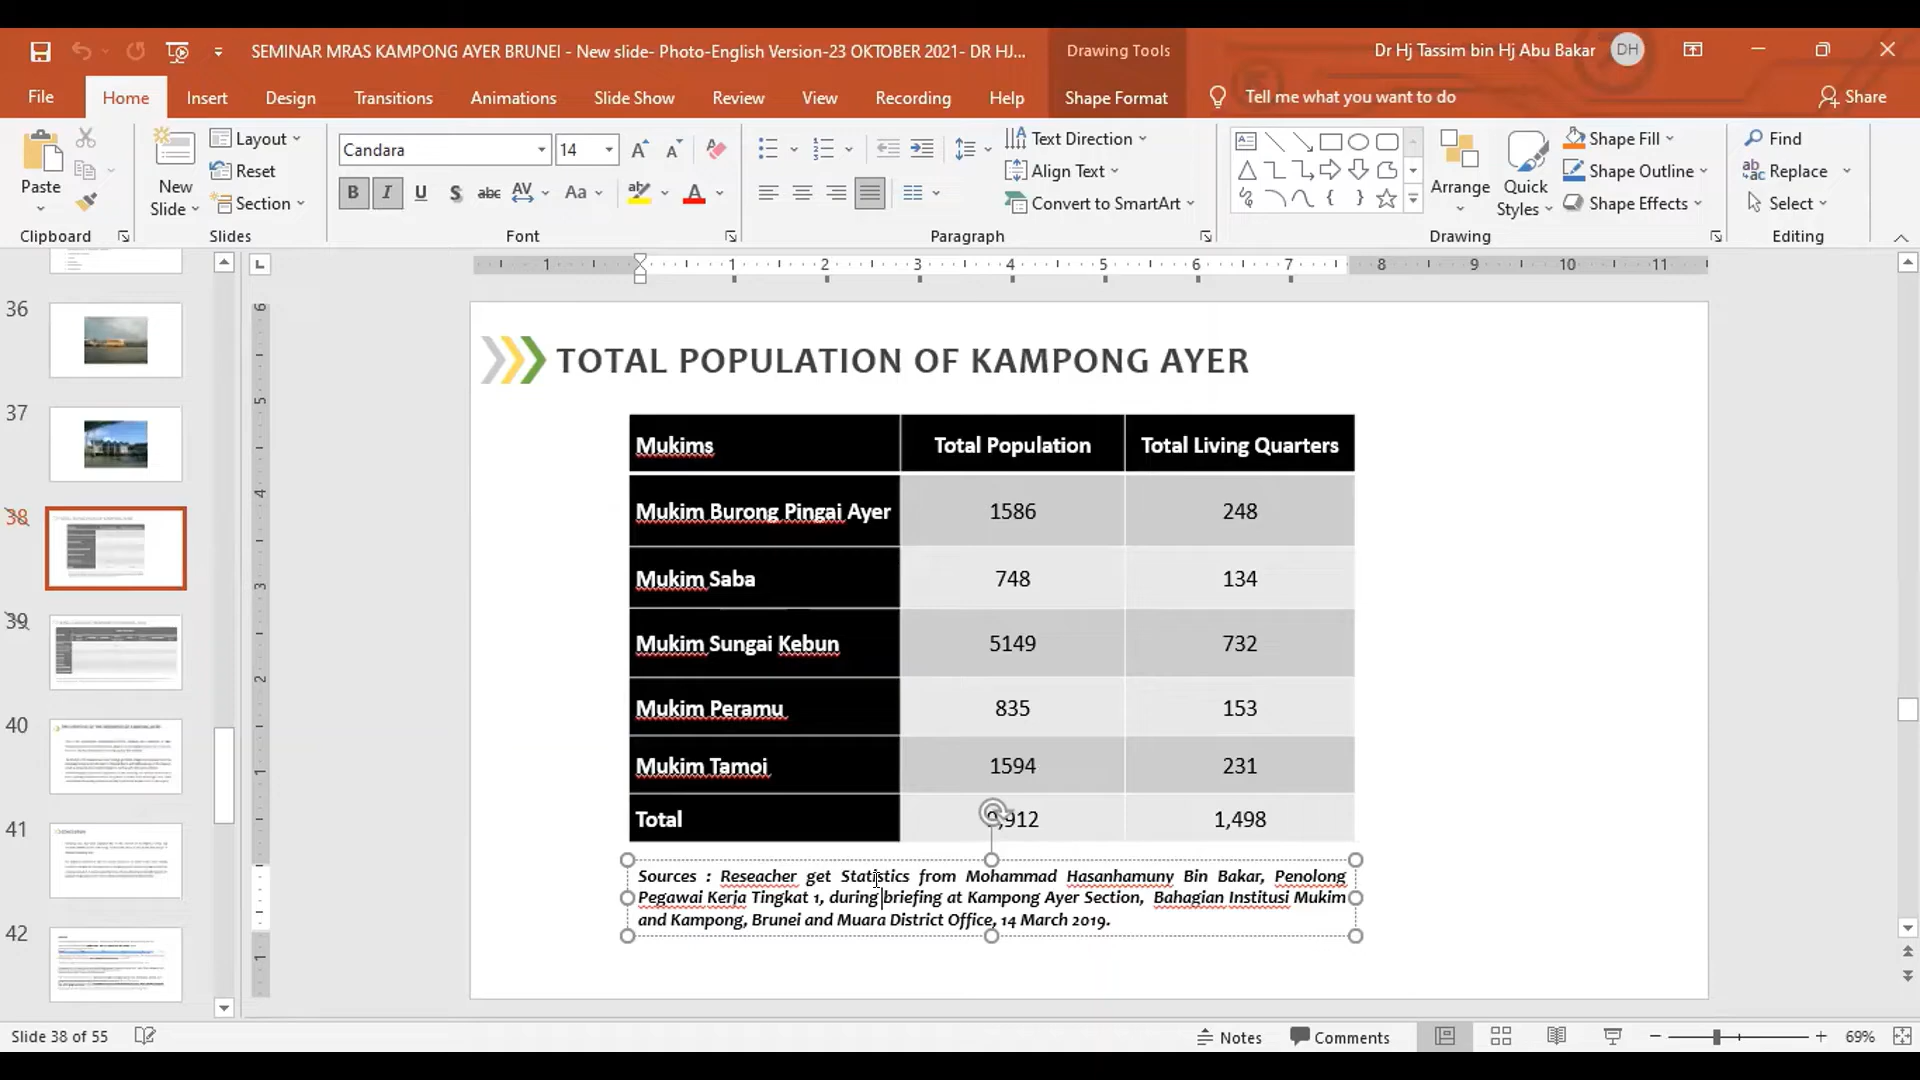 SEMINAR MRAS KAMPONG AYER BRUNEI - New slide- Photo-English Version-23 OKTOBER 2021- DR HJ...
Drawing Tools
Dr Hj Tassim bin Hj Abu Bakar
DH
File
Home
Insert
Design
Transitions
Animations
Slide Show
Review
View
Recording
Help
Shape Format
Tell me what you want to do
Share
Paste
New Slide
Layout
Reset
Section
Candara
14
Text Direction
Align Text
Convert to SmartArt
Arrange
Quick Styles
Shape Fill
Shape Outline
Shape Effects
Find
Replace
Select
Clipboard
Slides
Font
Paragraph
Drawing
Editing
36
37
38
39
40
41
42
TOTAL POPULATION OF KAMPONG AYER
Mukims Total Population Total Living Quarters
Mukim Burong Pingai Ayer 1586 248
Mukim Saba 748 134
Mukim Sungai Kebun 5149 732
Mukim Peramu 835 153
Mukim Tamoi 1594 231
Total 9,912 1,498
Sources : Reseacher get Statistics from Mohammad Hasanhamuny Bin Bakar, Penolong
Pegawai Kerja Tingkat 1, during briefing at Kampong Ayer Section, Bahagian Institusi Mukim
and Kampong, Brunei and Muara District Office, 14 March 2019.
Slide 38 of 55
Notes
Comments
69%